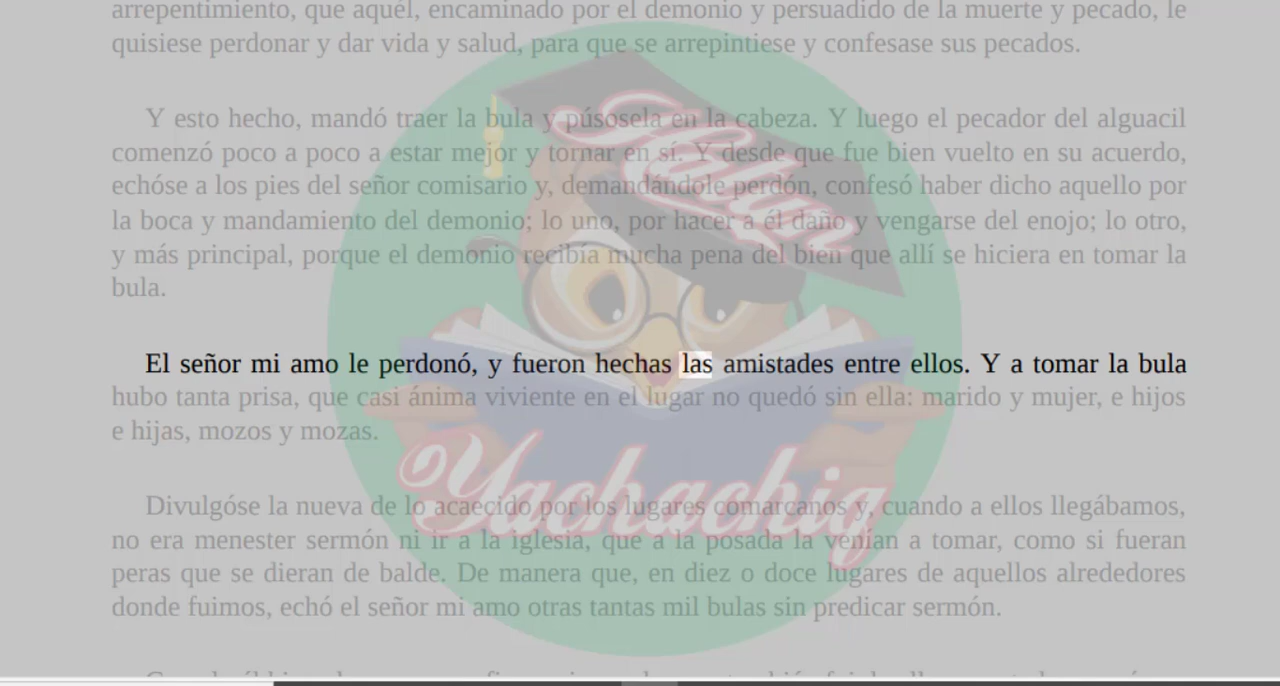 arrepentimiento, que aquél, encaminado por el demonio y persuadido de la muerte y pecado, le
quisiese perdonar y dar vida y salud, para que se arrepintiese y confesase sus pecados.
Y esto hecho, mandó traer la bula y púsosela en la cabeza. Y luego el pecador del alguacil
comenzó poco a poco a estar mejor y tornar en sí. Y desde que fue bien vuelto en su acuerdo,
echóse a los pies del señor comisario y, demandándole perdón, confesó haber dicho aquello por
la boca y mandamiento del demonio; lo uno, por hacer a él daño y vengarse del enojo; lo otro,
y más principal, porque el demonio recibía mucha pena del bien que allí se hiciera en tomar la
bula.
El señor mi amo le perdonó, y fueron hechas las amistades entre ellos. Y a tomar la bula
hubo tanta prisa, que casi ánima viviente en el lugar no quedó sin ella: marido y mujer, e hijos
e hijas, mozos y mozas.
Divulgóse la nueva de lo acaecido por los lugares comarcanos y, cuando a ellos llegábamos,
no era menester sermón ni ir a la iglesia, que a la posada la venían a tomar, como si fueran
peras que se dieran de balde. De manera que, en diez o doce lugares de aquellos alrededores
donde fuimos, echó el señor mi amo otras tantas mil bulas sin predicar sermón.
Yachachiq